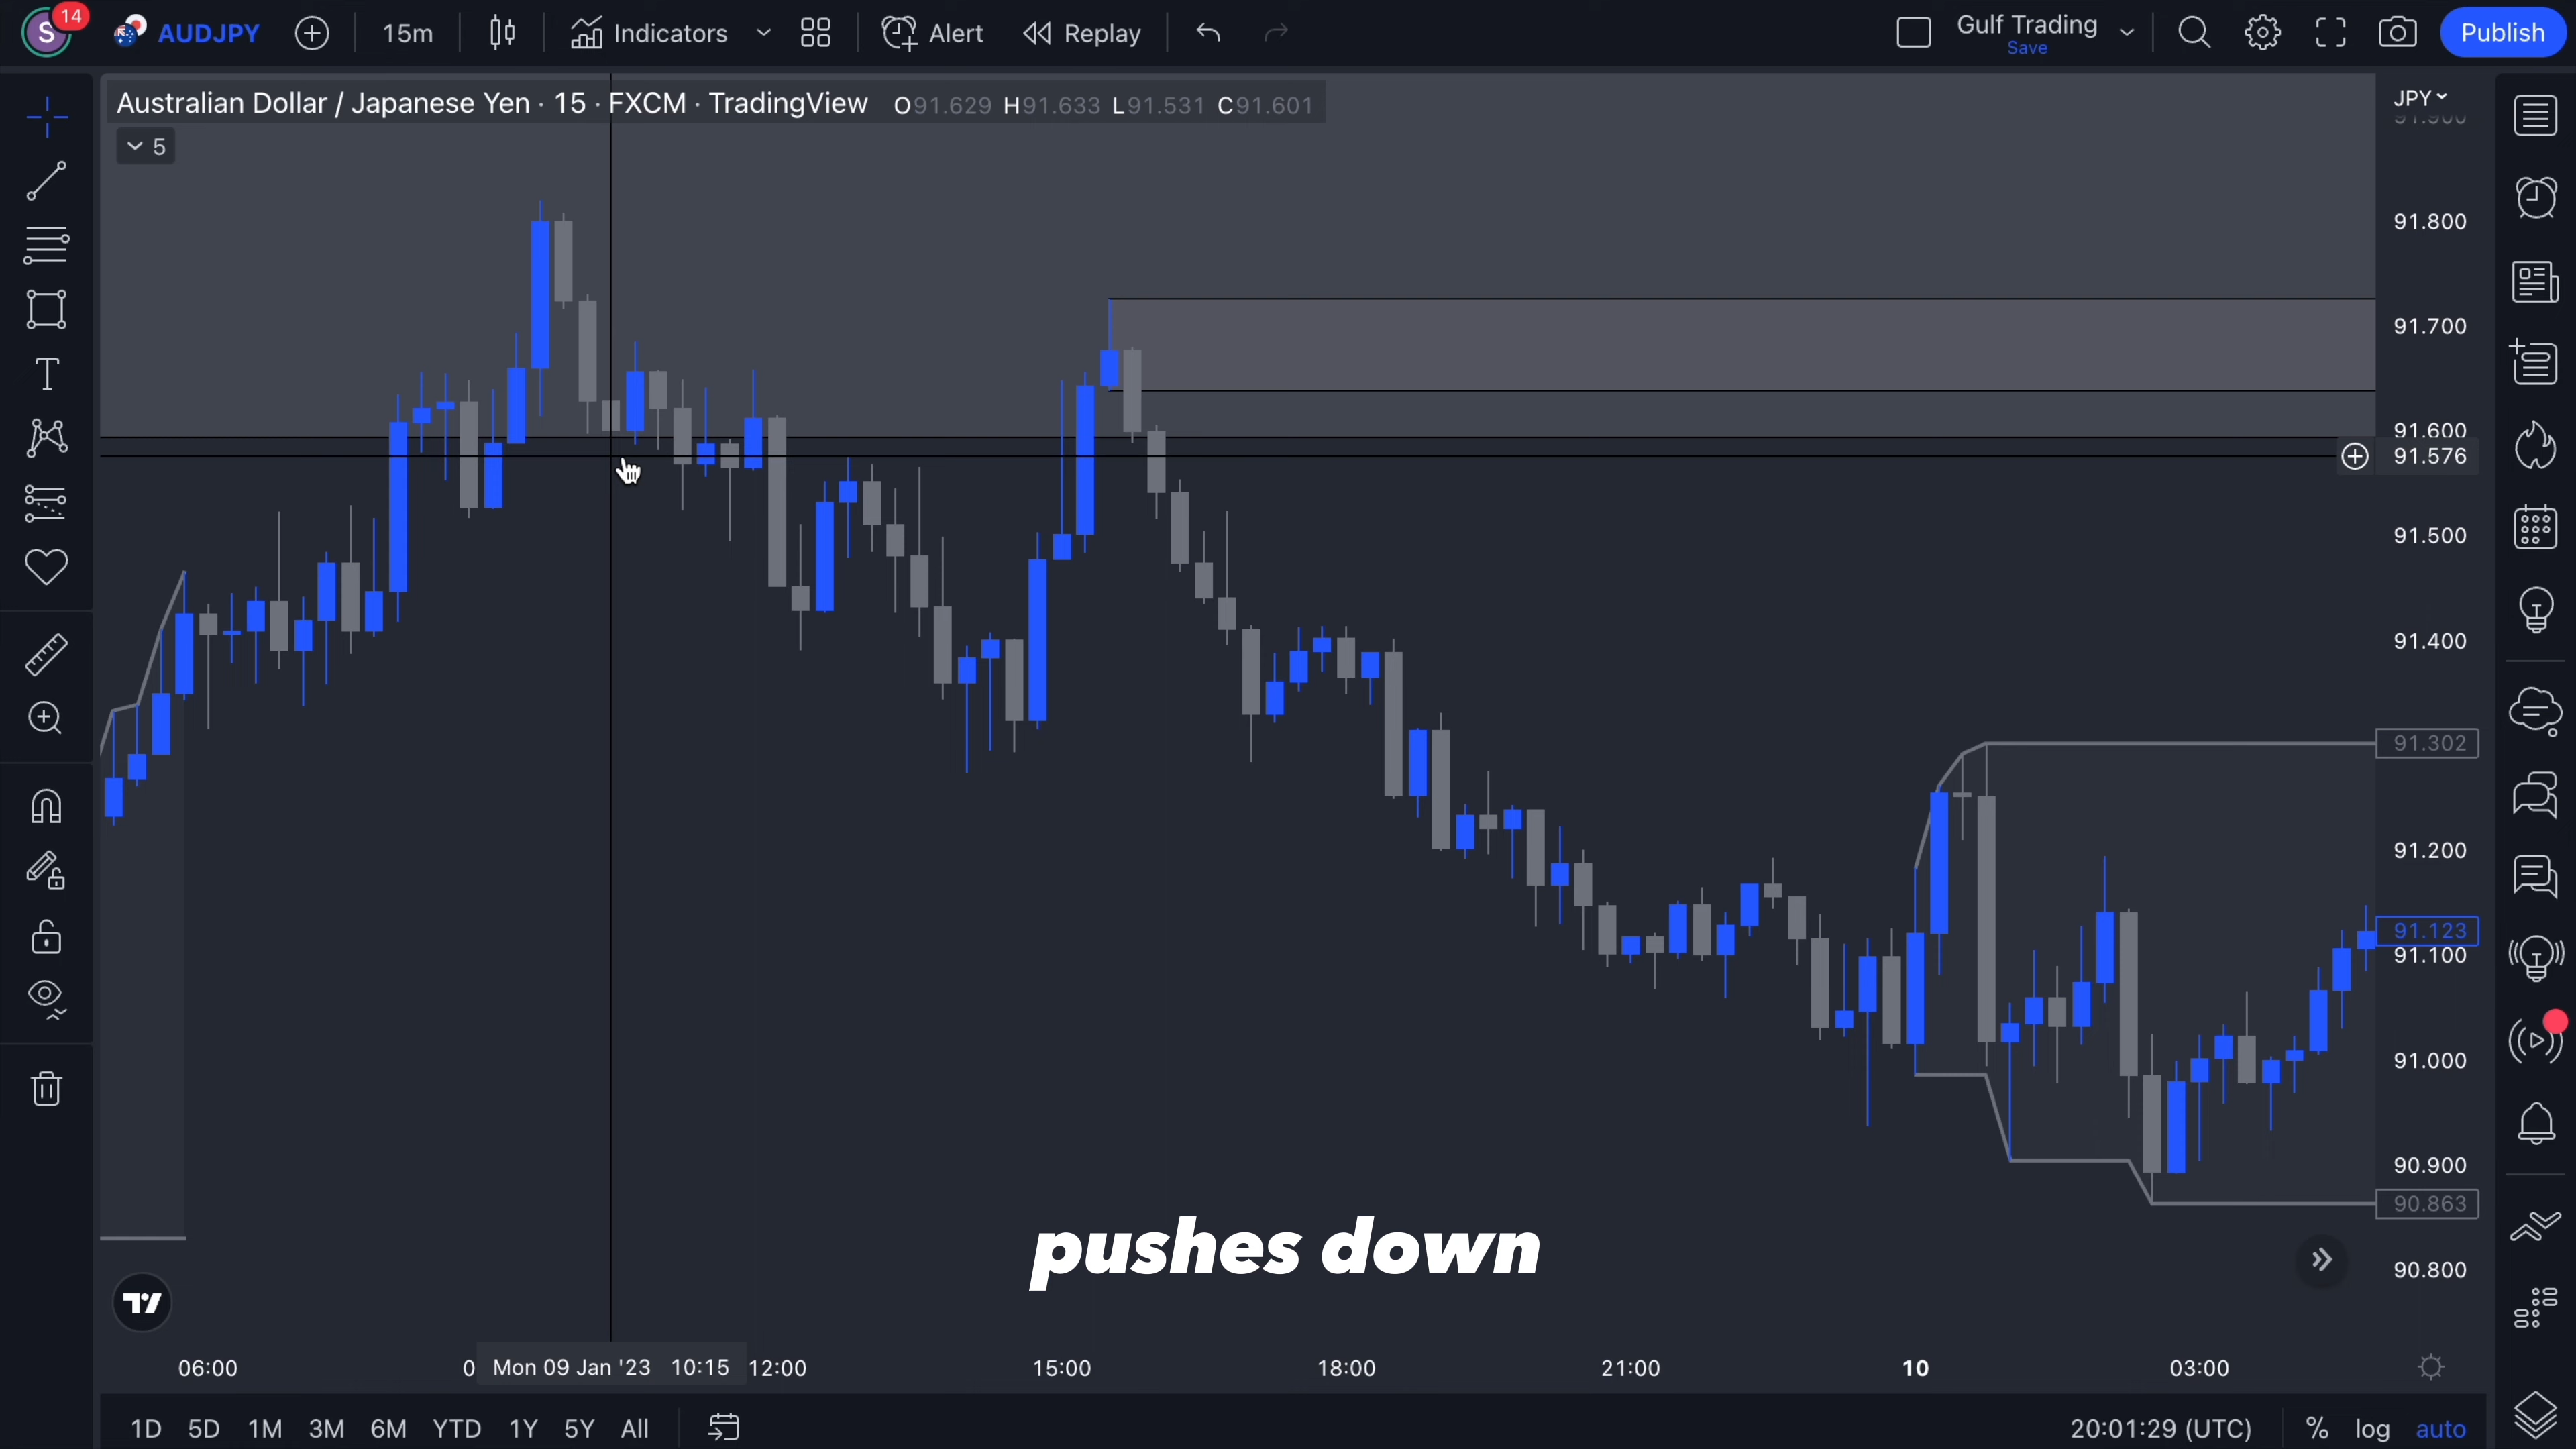 14
S
AUDJPY
15m
Indicators
Alert
Replay
Gulf Trading
Save
Publish
Australian Dollar / Japanese Yen · 15 · FXCM · TradingView O91.629 H91.633 L91.531 C91.601
5
JPY
91.900
91.800
91.700
91.600
91.576
91.500
91.400
91.302
91.200
91.123
91.100
91.000
90.900
90.863
90.800
pushes down
06:00
0
Mon 09 Jan '23 10:15
12:00
15:00
18:00
21:00
10
03:00
1D 5D 1M 3M 6M YTD 1Y 5Y All
20:01:29 (UTC)
% log auto